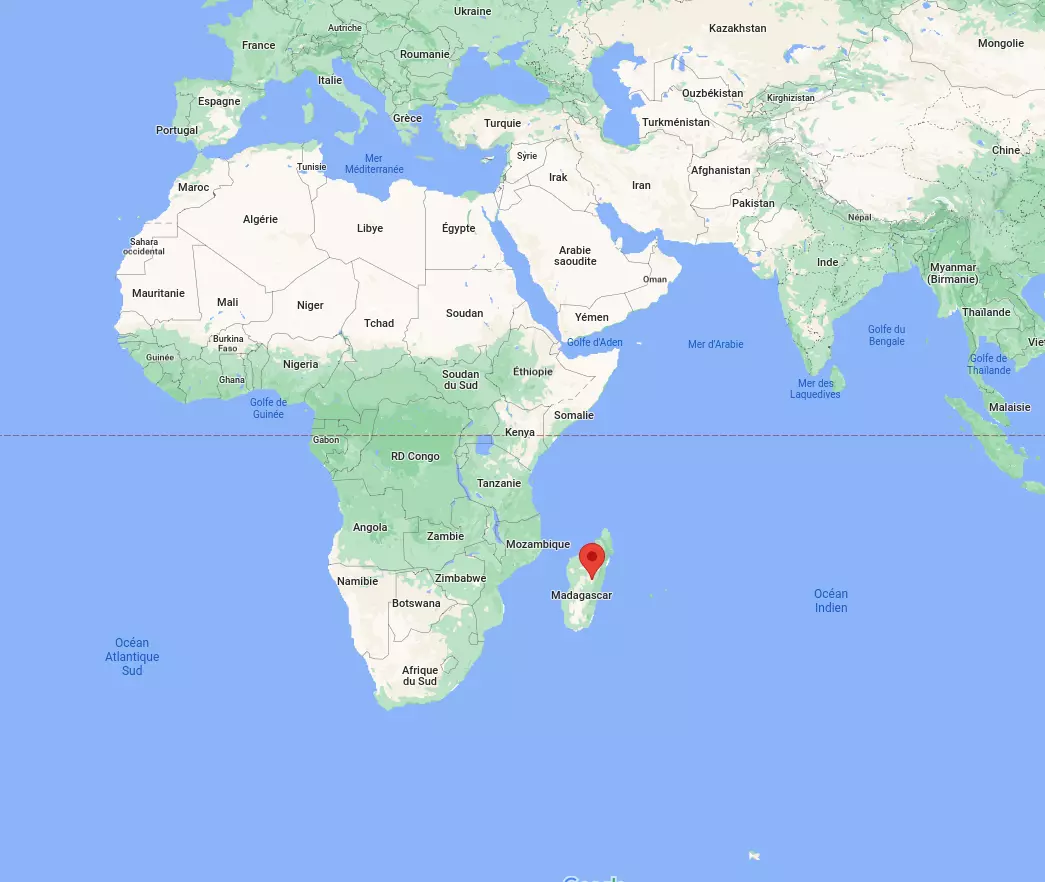 Ukraine
Autriche
Kazakhstan
France
Mongolie
Roumanie
Italie
Ouzbékistan
Kirghizistan
Espagne
Grèce
Turquie
Turkménistan
Portugal
Chine
Mer
Méditerranée
Syrie
Tunisie
Afghanistan
Irak
Iran
Maroc
Pakistan
Népal
Algérie
Libye
Égypte
Sahara
occidental
Arabie
saoudite
Inde
Myanmar
(Birmanie)
Oman
Mauritanie
Mali
Niger
Tchad
Soudan
Yémen
Thaïlande
Golfe du
Bengale
Burkina
Faso
Golfe d'Aden
Mer d'Arabie
Viet
Guinée
Nigeria
Golfe de
Thaïlande
Ghana
Soudan
du Sud
Éthiopie
Mer des
Laquedives
Golfe de
Guinée
Malaisie
Somalie
Kenya
Gabon
RD Congo
Tanzanie
Angola
Zambie
Mozambique
Namibie
Zimbabwe
Botswana
Madagascar
Océan
Indien
Océan
Atlantique
Sud
Afrique
du Sud